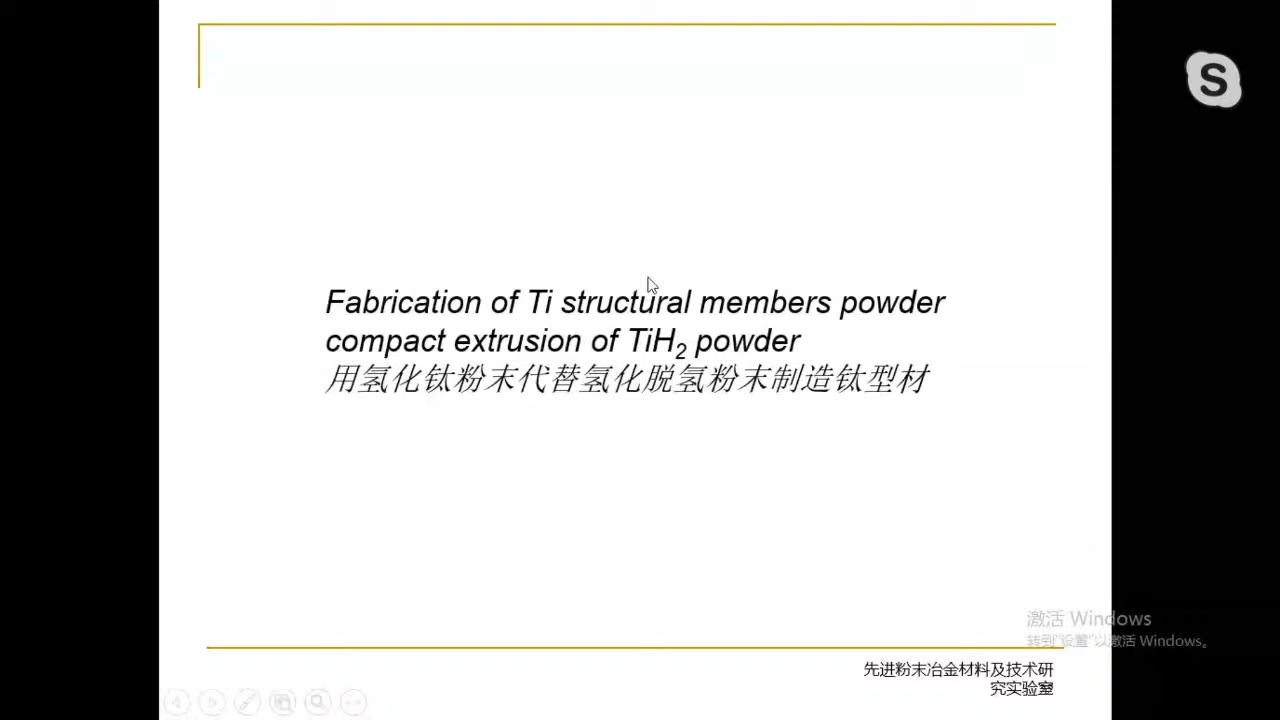 S
Fabrication of Ti structural members powder
compact extrusion of TiH₂ powder
用氢化钛粉末代替氢化脱氢粉末制造钛型材
激活 Windows
转到"设置"以激活 Windows。
先进粉末冶金材料及技术研
究实验室